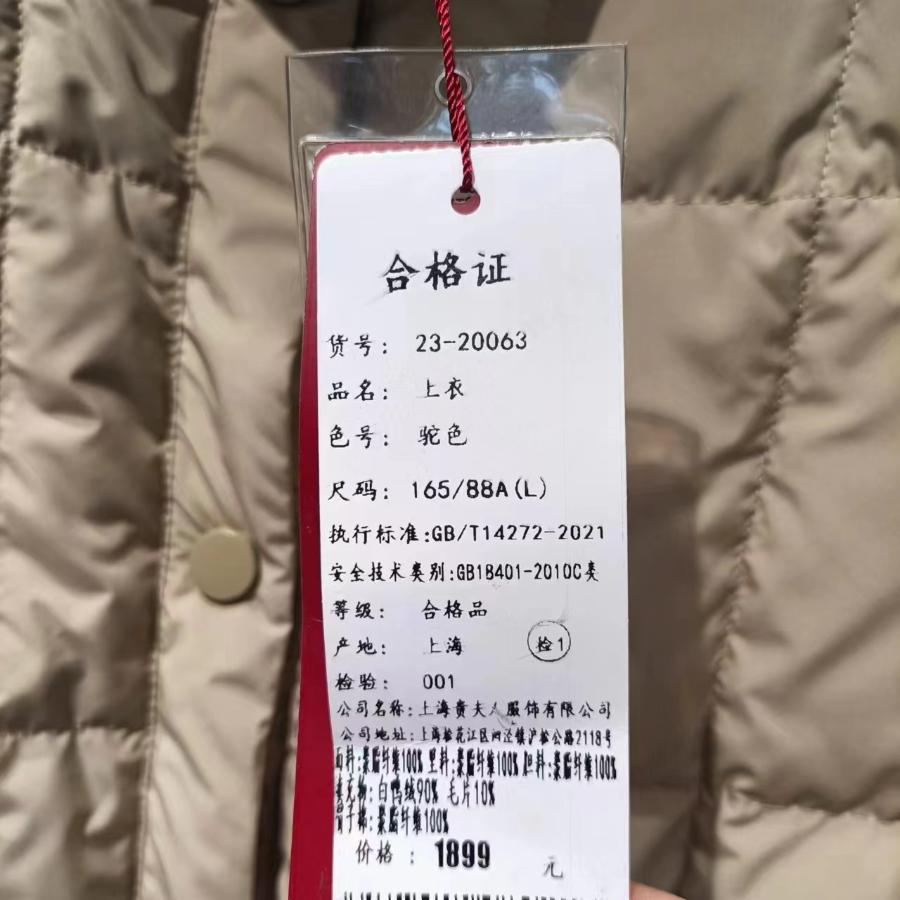 合格证
货号: 23-20063
品名: 上衣
色号: 驼色
尺码: 165/88A(L)
执行标准:GB/T14272-2021
安全技术类别:GB18401-2010C类
等级: 合格品
产地: 上海 检1
检验: 001
公司名称:上海贵夫人服饰有限公司
公司地址:上海松花江区泗泾镇沪松公路2118号
面料:聚脂纤维100% 里料:聚脂纤维100% 胆料:聚脂纤维100%
填充物:白鸭绒90% 毛片10%
聚脂纤维100%
价格 : 1899 元